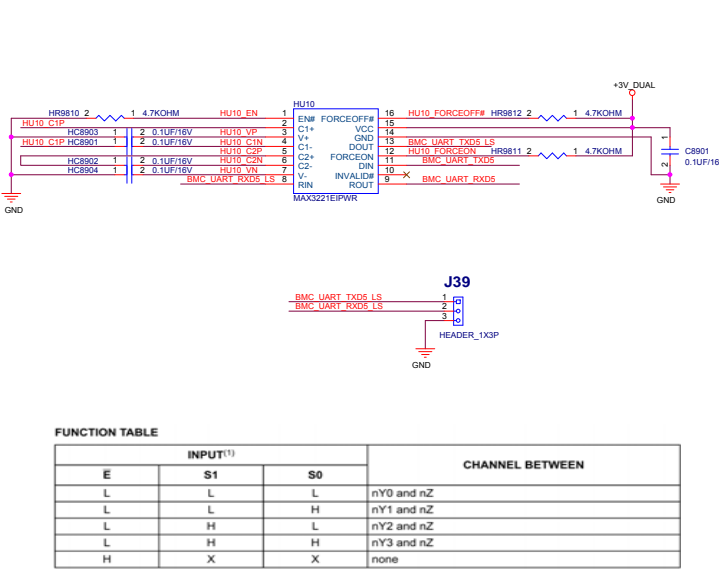 +3V_DUAL
HU10
HR9810 2 1 4.7KOHM HU10_EN 1 EN# FORCEOFF# 16 HU10_FORCEOFF# HR9812 2 1 4.7KOHM
HU10_C1P 2 C1+ VCC 15
HC8903 1 2 0.1UF/16V HU10_VP 3 V+ GND 14
HU10_C1P HC8901 1 2 0.1UF/16V HU10_C1N 4 C1- DOUT 13 BMC_UART_TXD5_LS
HU10_C2P 5 C2+ FORCEON 12 HU10_FORCEON HR9811 2 1 4.7KOHM
HC8902 1 2 0.1UF/16V HU10_C2N 6 C2- DIN 11 BMC_UART_TXD5
HC8904 1 2 0.1UF/16V HU10_VN 7 V- INVALID# 10
BMC_UART_RXD5_LS 8 RIN ROUT 9 BMC_UART_RXD5
MAX3221EIPWR
1 C8901
2 0.1UF/16
GND
GND
J39
BMC_UART_TXD5_LS 1
BMC_UART_RXD5_LS 2
3
HEADER_1X3P
GND
FUNCTION TABLE
INPUT(1) CHANNEL BETWEEN
E S1 S0
L L L nY0 and nZ
L L H nY1 and nZ
L H L nY2 and nZ
L H H nY3 and nZ
H X X none